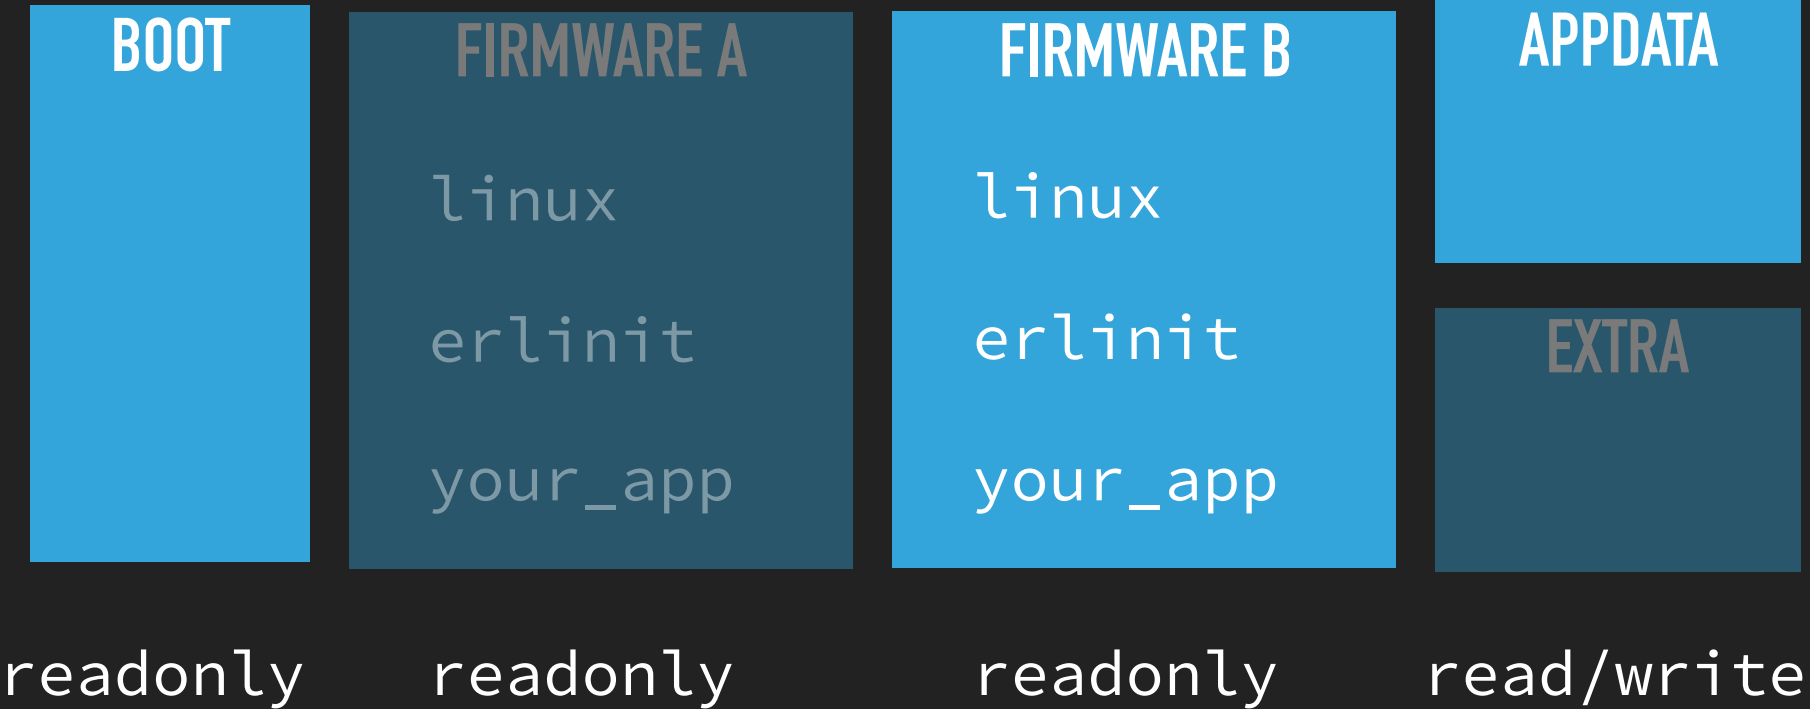 BOOT
FIRMWARE A
linux
erlinit
your_app
FIRMWARE B
linux
erlinit
your_app
APPDATA
EXTRA
readonly
readonly
readonly
read/write